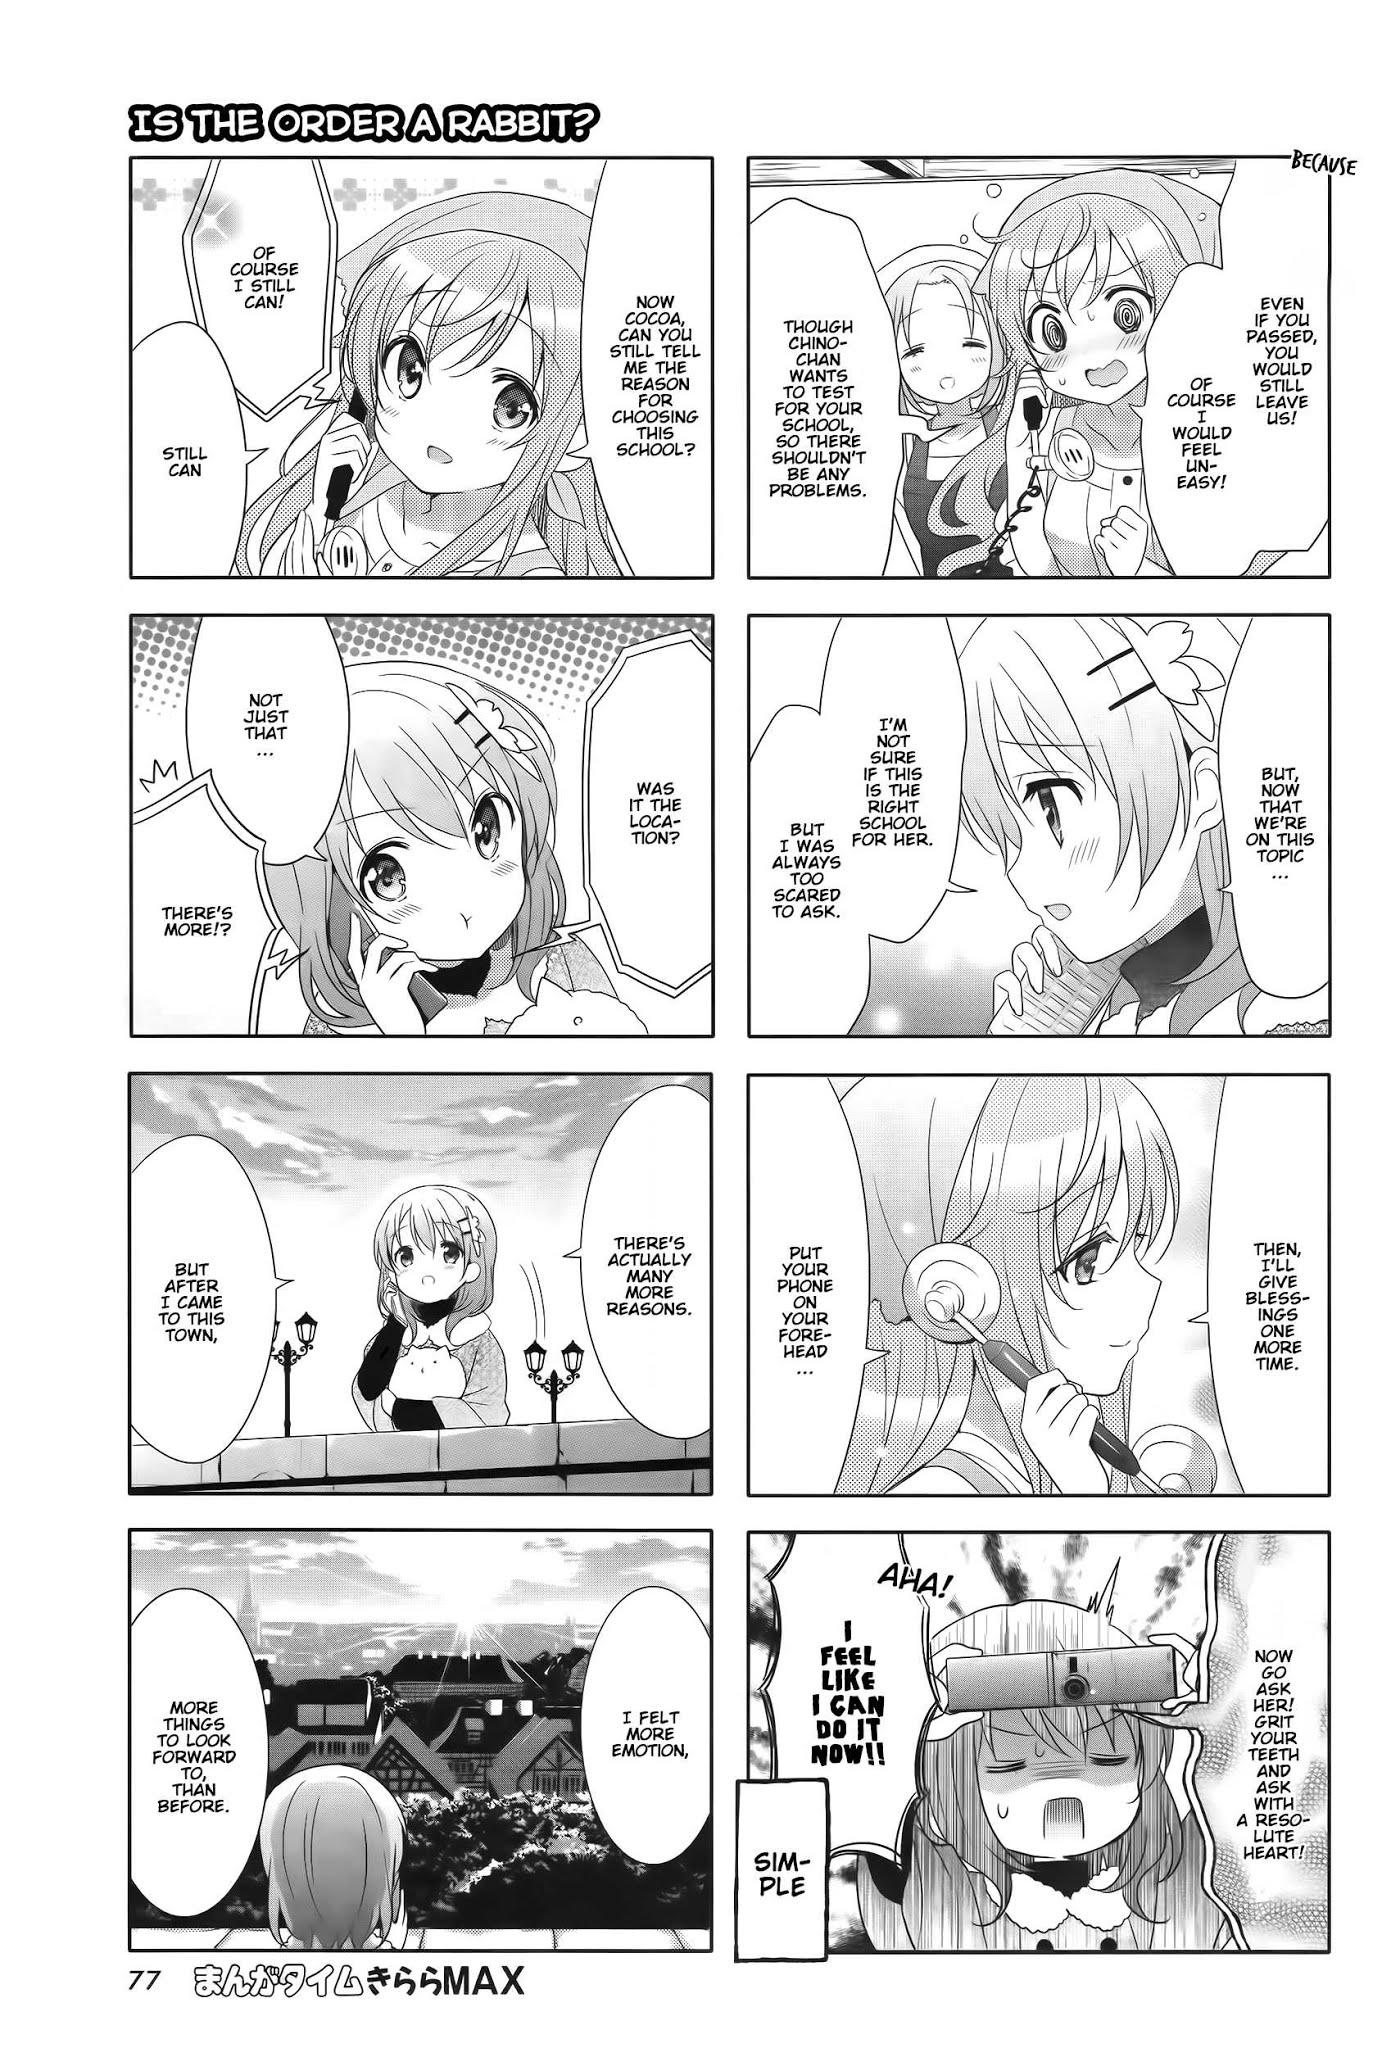 IS THE ORDER A RABBIT?
BECAUSE
EVEN
IF YOU
PASSED,
YOU
WOULD
STILL
LEAVE
US!
OF
COURSE
I
WOULD
FEEL
UN-
EASY!
THOUGH
CHINO-
CHAN
WANTS
TO TEST
FOR YOUR
SCHOOL,
SO THERE
SHOULDN'T
BE ANY
PROBLEMS.
BUT,
NOW
THAT
WE'RE
ON THIS
TOPIC
...
I'M
NOT
SURE
IF THIS
IS THE
RIGHT
SCHOOL
FOR HER.
BUT
I WAS
ALWAYS
TOO
SCARED
TO ASK.
THEN,
I'LL
GIVE
BLESS-
INGS
ONE
MORE
TIME.
PUT
YOUR
PHONE
ON
YOUR
FORE-
HEAD
...
NOW
GO
ASK
HER!
GRIT
YOUR
TEETH
AND
ASK
WITH
A RESO-
LUTE
HEART!
AHA!
I
FEEL
LIKE
I CAN
DO IT
NOW!!
SIM-
PLE
NOW
COCOA,
CAN YOU
STILL TELL
ME THE
REASON
FOR
CHOOSING
THIS
SCHOOL?
OF
COURSE
I STILL
CAN!
STILL
CAN
WAS
IT THE
LOCA-
TION?
NOT
JUST
THAT
...
THERE'S
MORE!?
THERE'S
ACTUALLY
MANY
MORE
REASONS.
BUT
AFTER
I CAME
TO THIS
TOWN,
I FELT
MORE
EMOTION,
MORE
THINGS
TO LOOK
FORWARD
TO,
THAN
BEFORE.
77 まんがタイムきららMAX